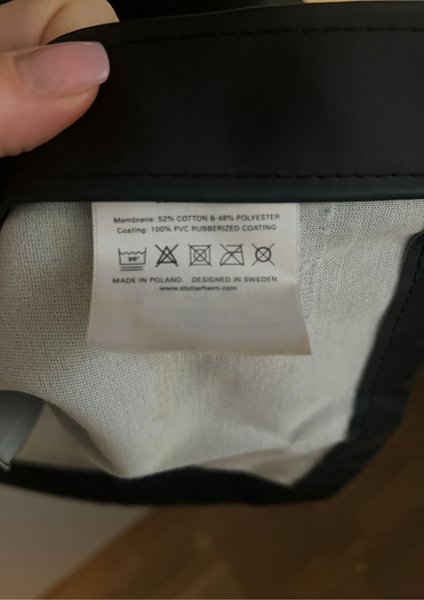 Membrane: 52% COTTON & 48% POLYESTER
Coating: 100% PVC RUBBERIZED COATING
30°
MADE IN POLAND. DESIGNED IN SWEDEN
www.stutterheim.com